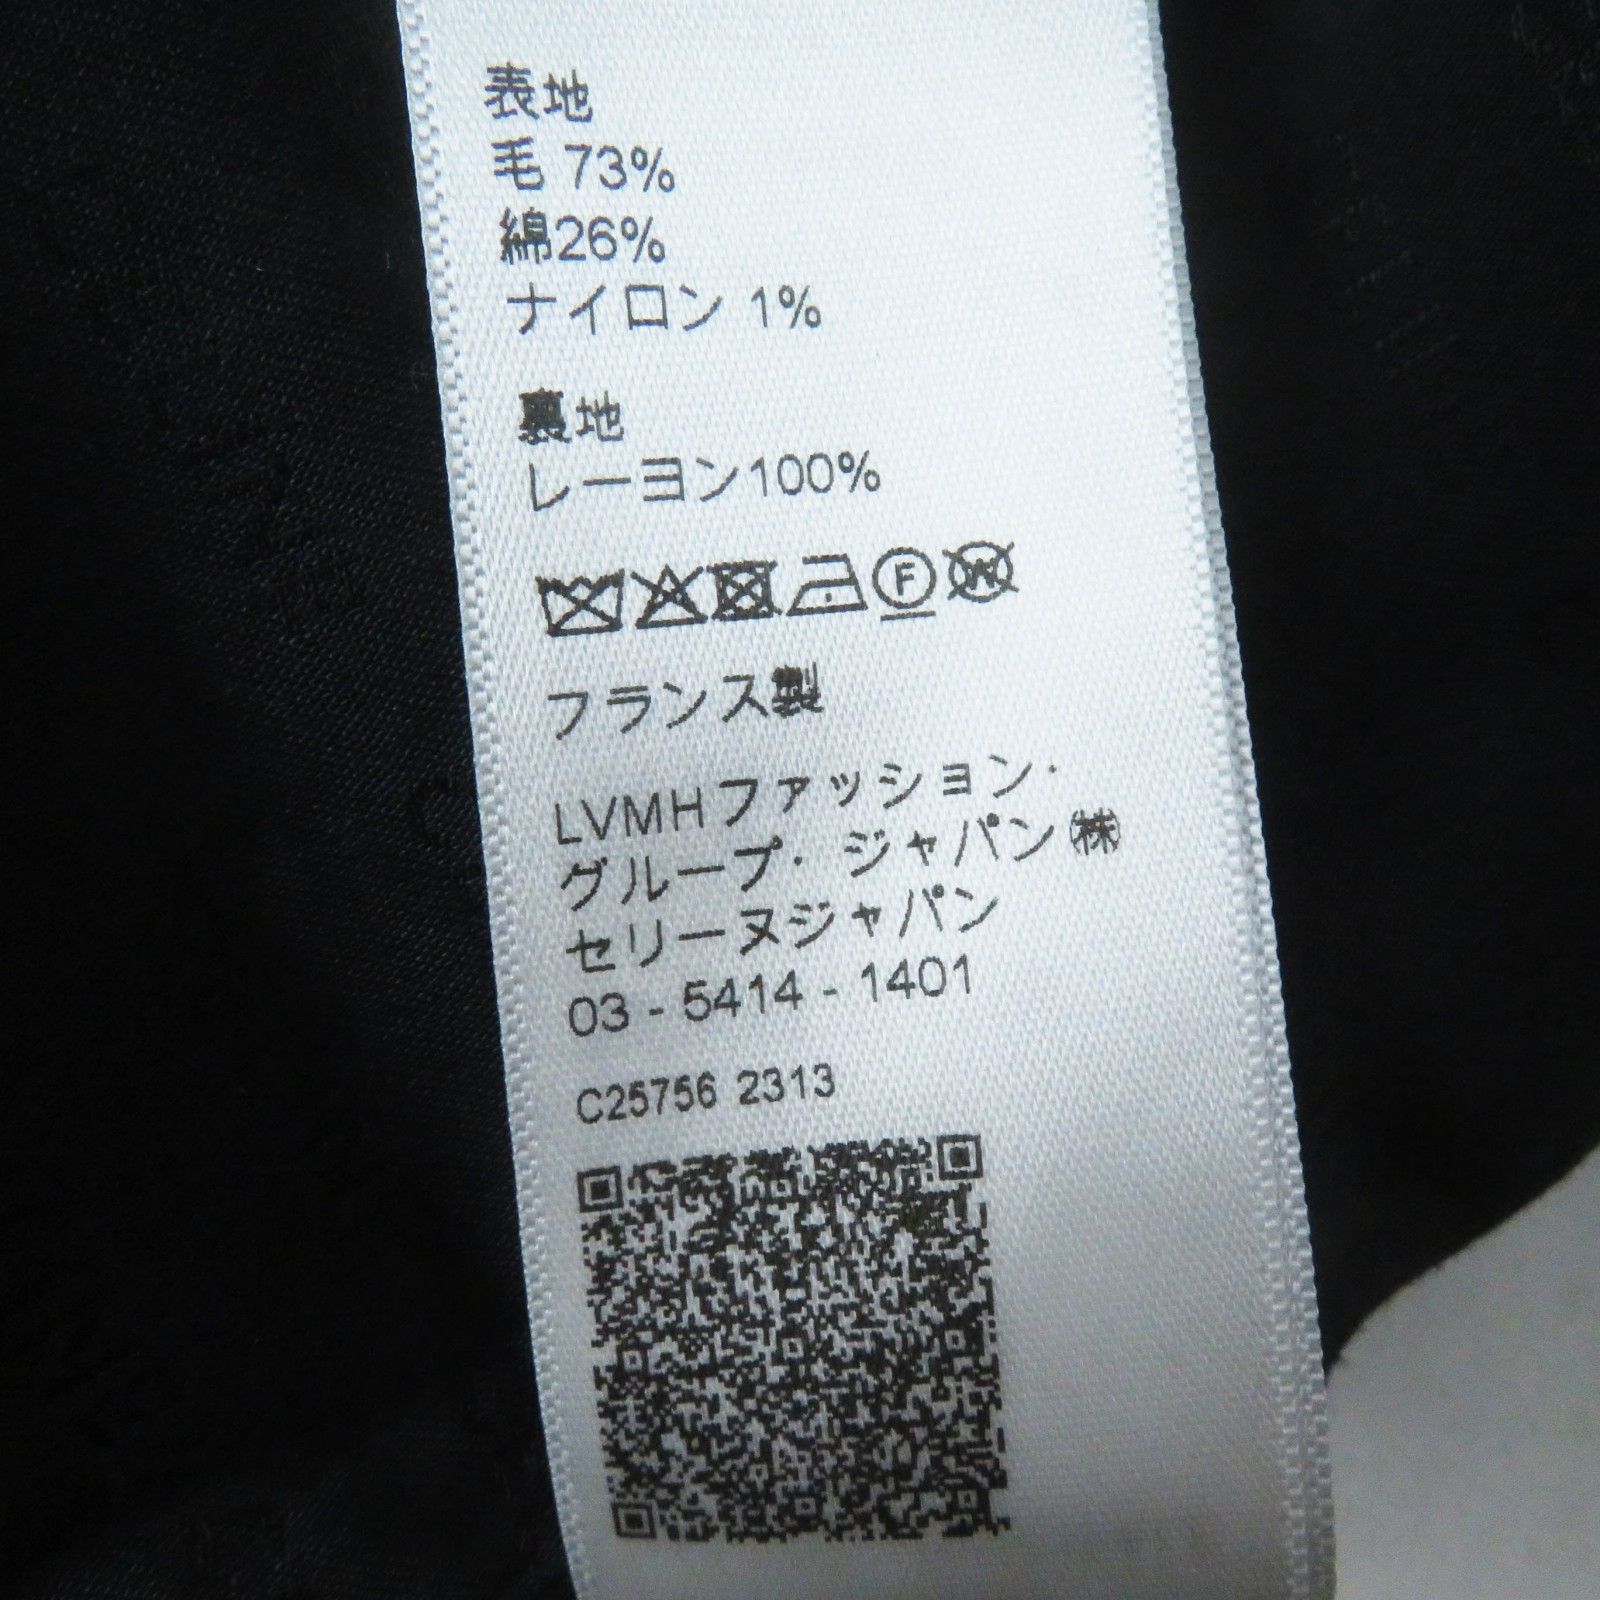 表地
毛 73%
綿26%
ナイロン 1%
裏地
レーヨン100%
F W
フランス製
LVMHファッション・
グループ・ジャパン㈱
セリーヌジャパン
03 - 5414 - 1401
C25756 2313